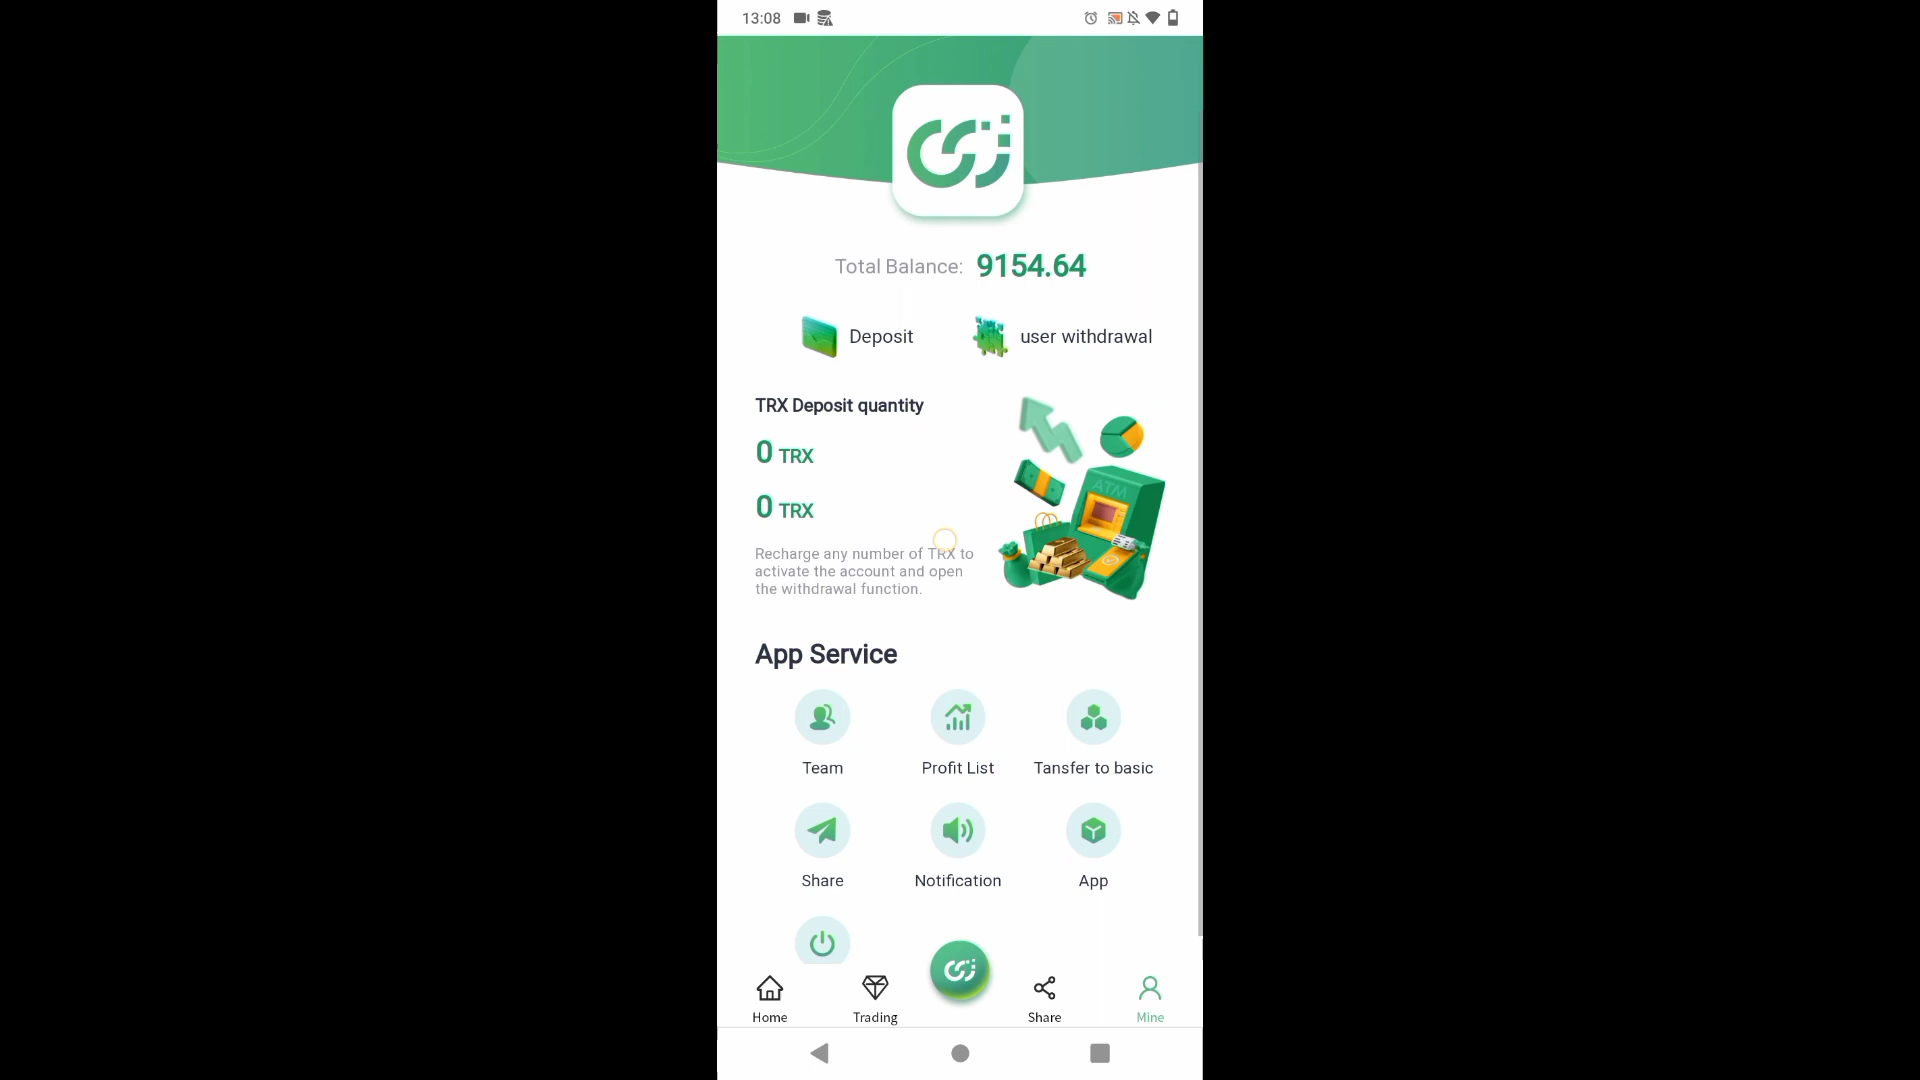 13:08
Total Balance: 9154.64
Deposit
user withdrawal
TRX Deposit quantity
0 TRX
0 TRX
Recharge any number of TRX to
activate the account and open
the withdrawal function.
ATM
App Service
Team
Profit List
Tansfer to basic
Share
Notification
App
Home
Trading
Share
Mine